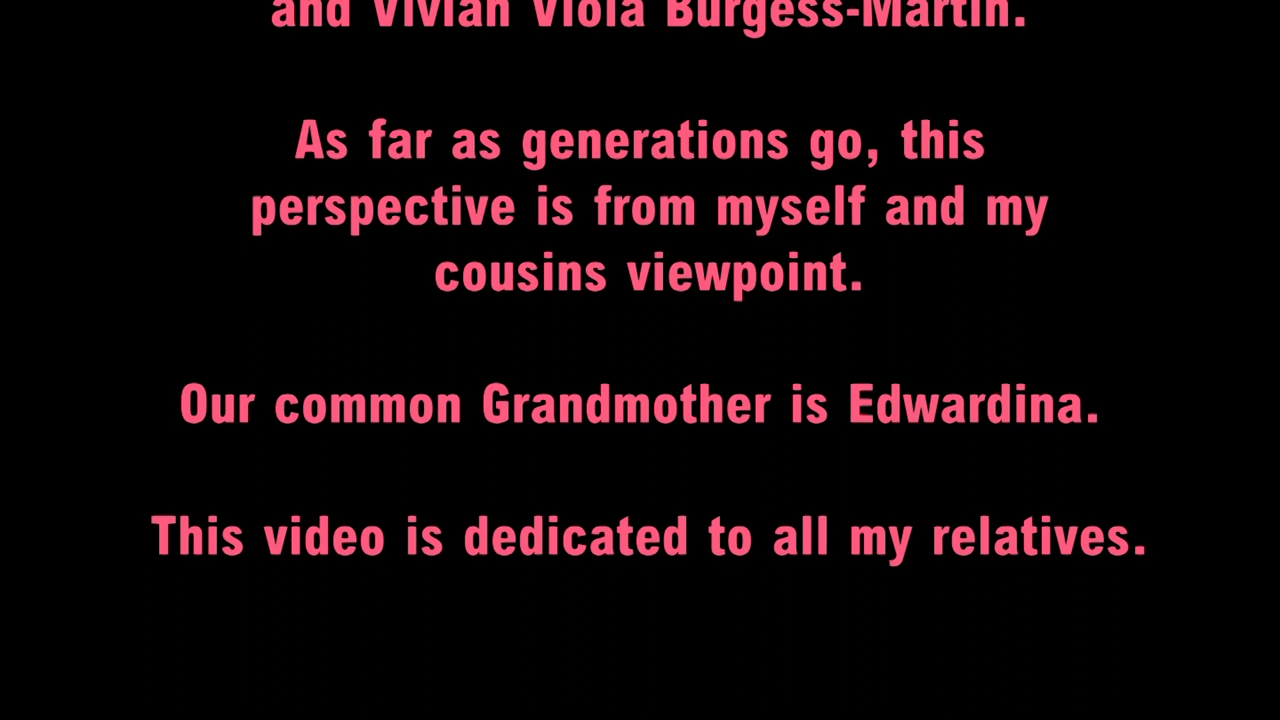 and Vivian Viola Burgess-Martin.
As far as generations go, this
perspective is from myself and my
cousins viewpoint.
Our common Grandmother is Edwardina.
This video is dedicated to all my relatives.